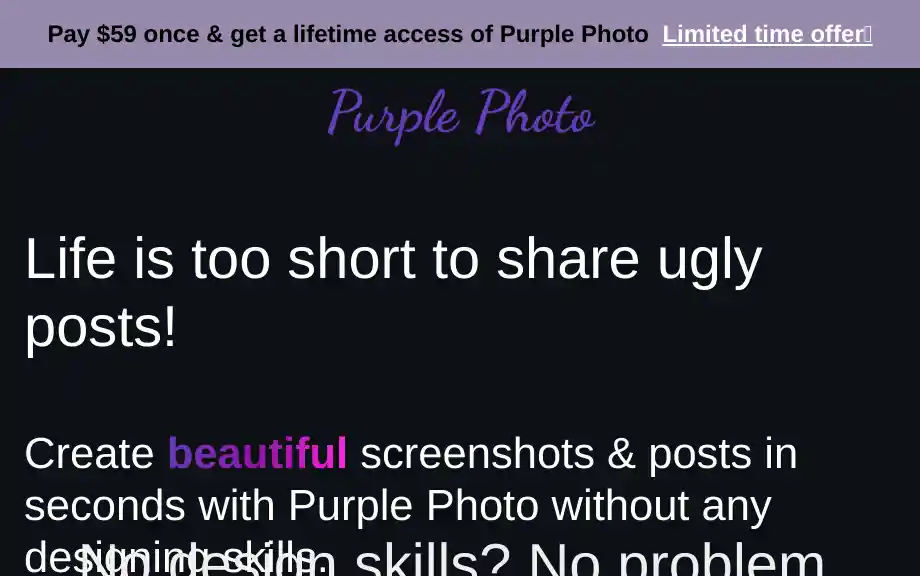 Pay $59 once & get a lifetime access of Purple Photo Limited time offer
Purple Photo
Life is too short to share ugly
posts!
Create beautiful screenshots & posts in
seconds with Purple Photo without any
designing skills.
No design skills? No problem